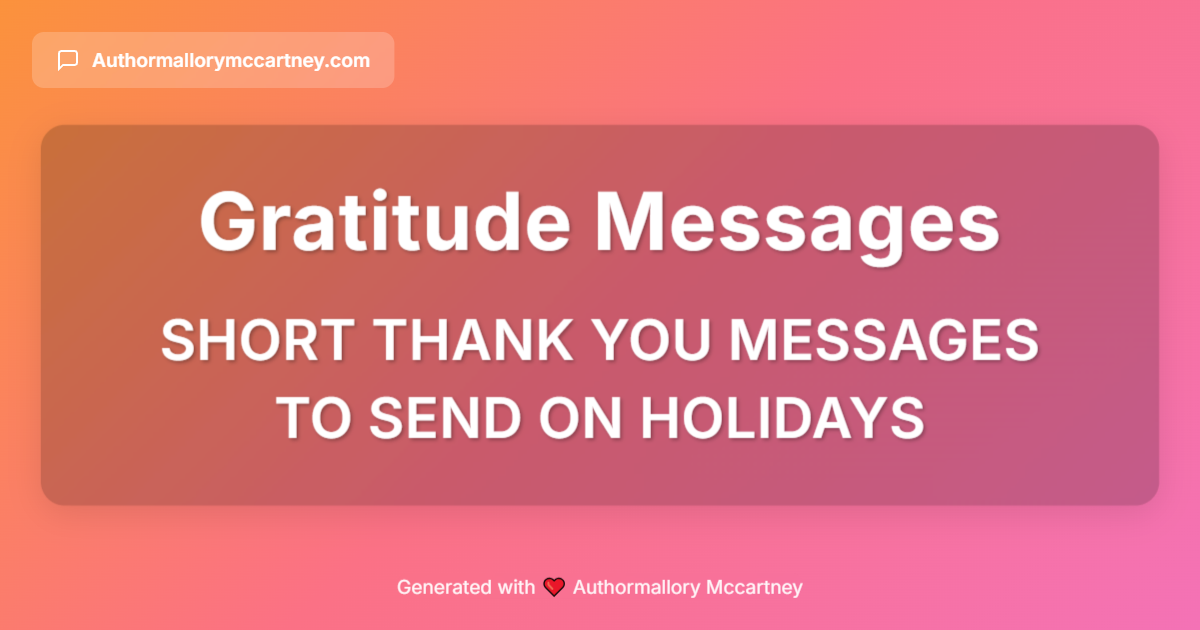 Authormallorymccartney.com
Gratitude Messages
SHORT THANK YOU MESSAGES
TO SEND ON HOLIDAYS
Generated with ❤️ Authormallory Mccartney